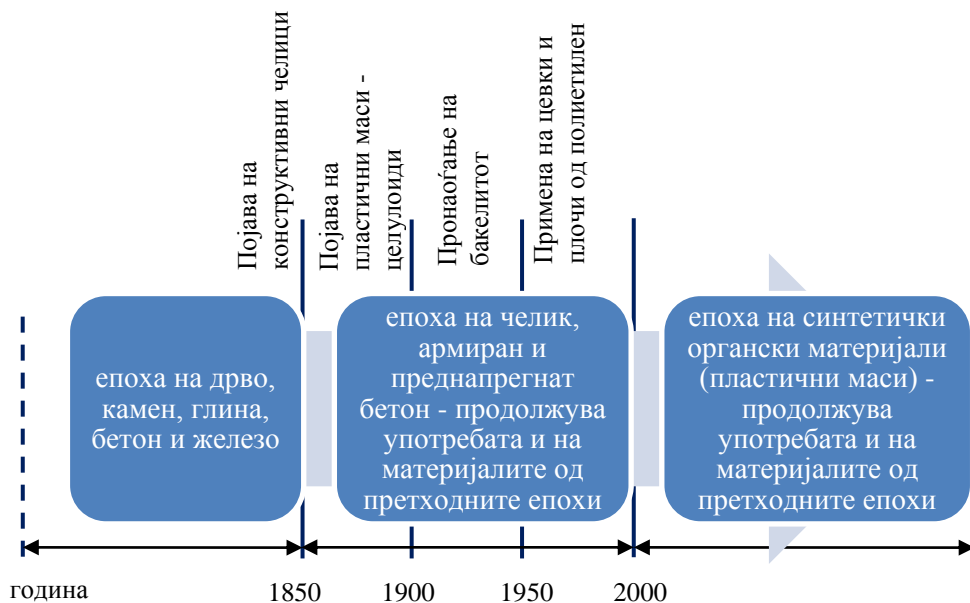 Појава на
конструктивни челици
Појава на
пластични маси -
целулоиди
Пронаоѓање на
бакелитот
Примена на цевки и
плочи од полиетилен
епоха на дрво,
камен, глина,
бетон и железо
епоха на челик,
армиран и
преднапрегнат
бетон - продолжува
употребата и на
материјалите од
претходните епохи
епоха на синтетички
органски материјали
(пластични маси) -
продолжува
употребата и на
материјалите од
претходните епохи
година
1850
1900
1950
2000